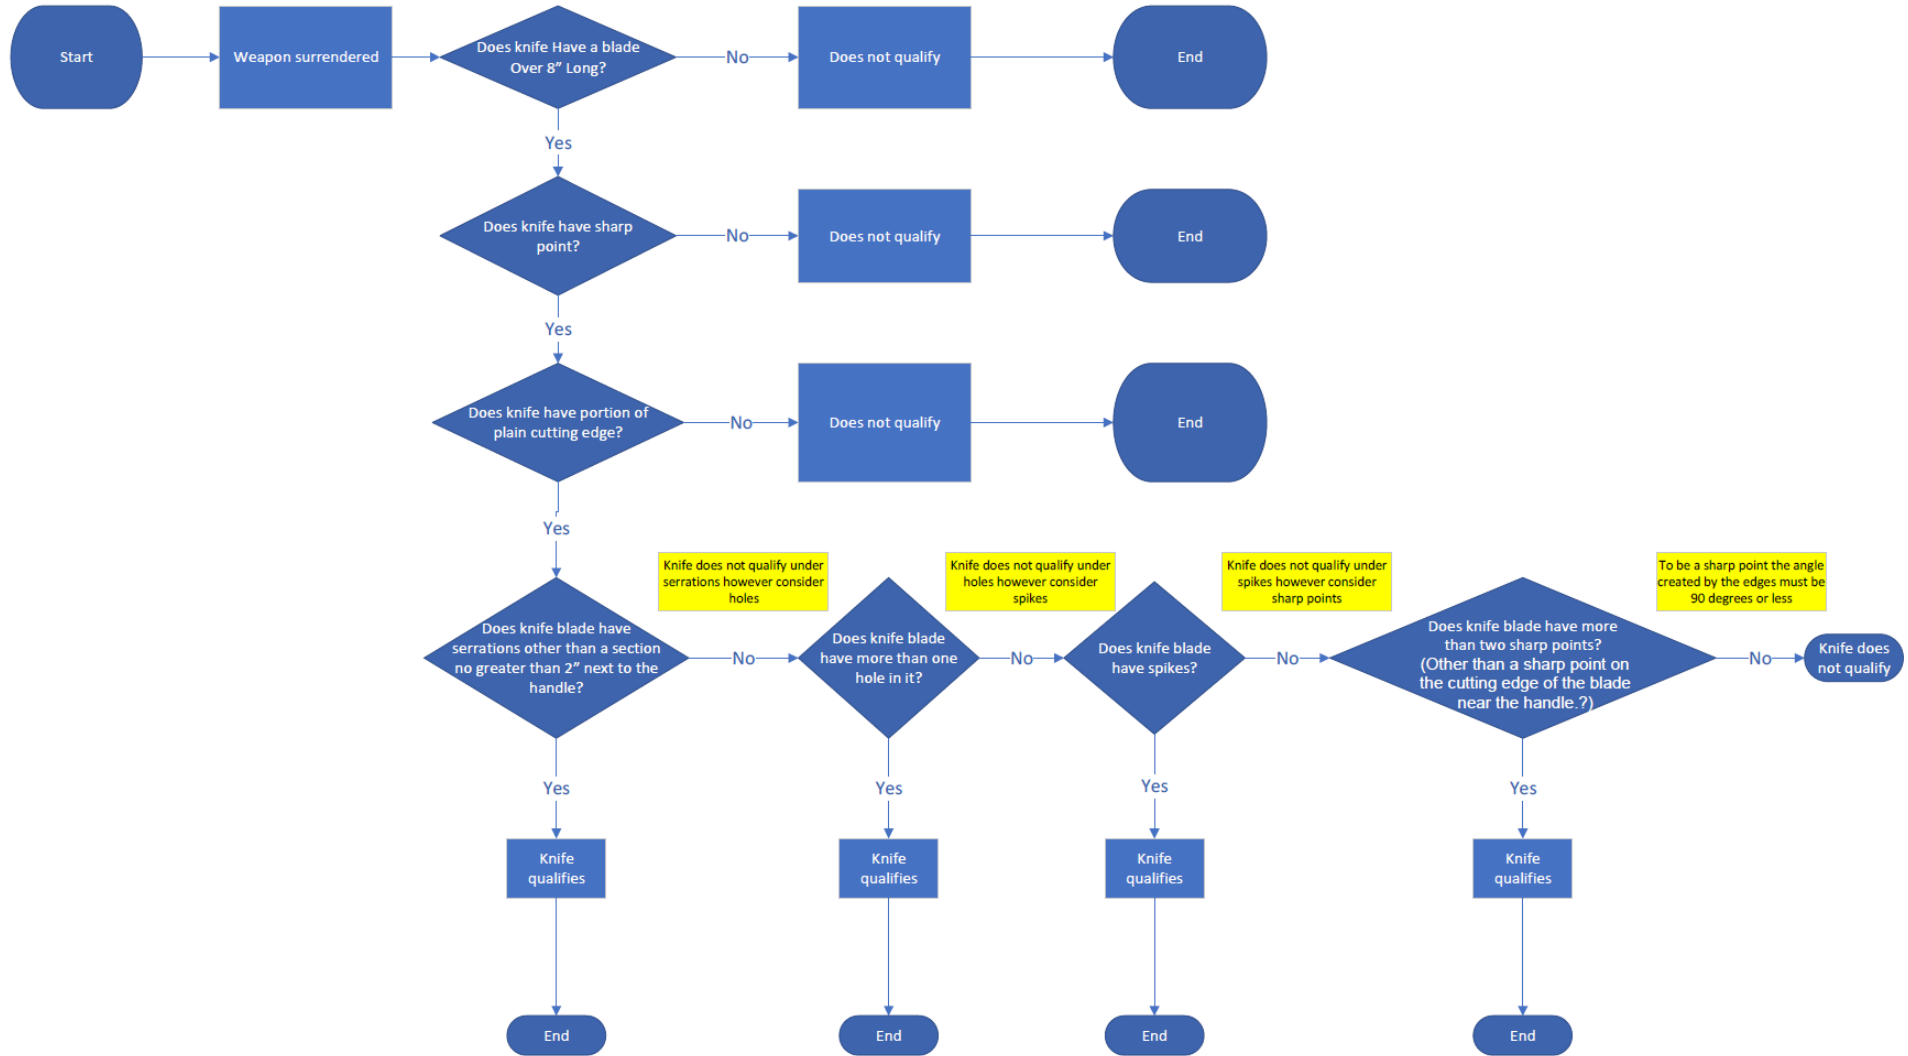 Start
Weapon surrendered
Does knife Have a blade
Over 8” Long?
No
Does not qualify
End
Yes
Does knife have sharp
point?
No
Does not qualify
End
Yes
Does knife have portion of
plain cutting edge?
No
Does not qualify
End
Yes
Knife does not qualify under
serrations however consider
holes
Knife does not qualify under
holes however consider
spikes
Knife does not qualify under
spikes however consider
sharp points
To be a sharp point the angle
created by the edges must be
90 degrees or less
Does knife blade have
serrations other than a section
no greater than 2” next to the
handle?
No
Does knife blade
have more than one
hole in it?
No
Does knife blade
have spikes?
No
Does knife blade have more
than two sharp points?
(Other than a sharp point on
the cutting edge of the blade
near the handle.?)
No
Knife does
not qualify
Yes
Yes
Yes
Yes
Knife
qualifies
Knife
qualifies
Knife
qualifies
Knife
qualifies
End
End
End
End